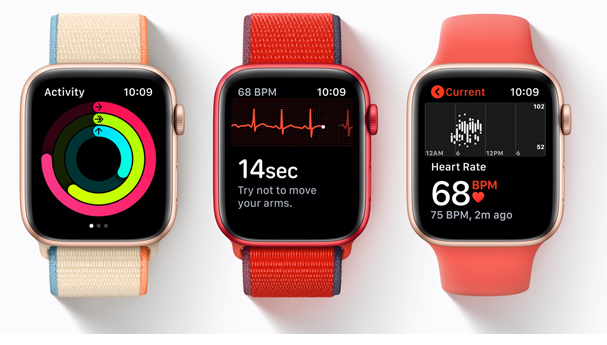 Activity 10:09
68 BPM 10:09
14sec
Try not to move
your arms.
Current 10:09
102
52
12AM 6 12PM 6
Heart Rate
68 BPM
75 BPM, 2m ago